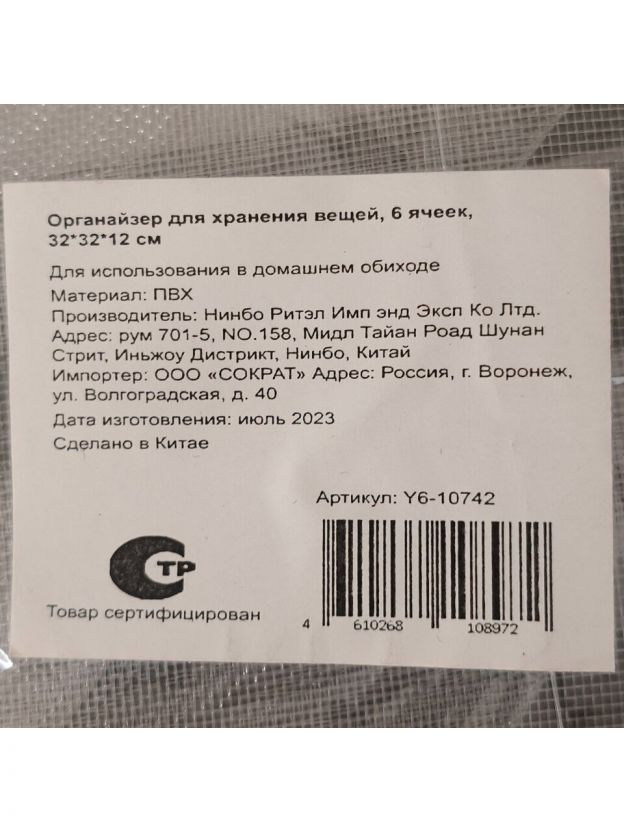 Органайзер для хранения вещей, 6 ячеек,
32*32*12 см
Для использования в домашнем обиходе
Материал: ПВХ
Производитель: Нинбо Ритэл Имп энд Эксп Ко Лтд.
Адрес: рум 701-5, NO.158, Мидл Тайан Роад Шунан
Стрит, Иньжоу Дистрикт, Нинбо, Китай
Импортер: ООО «СОКРАТ» Адрес: Россия, г. Воронеж,
ул. Волгоградская, д. 40
Дата изготовления: июль 2023
Сделано в Китае
Артикул: Y6-10742
СТР
Товар сертифицирован
4 610268 108972